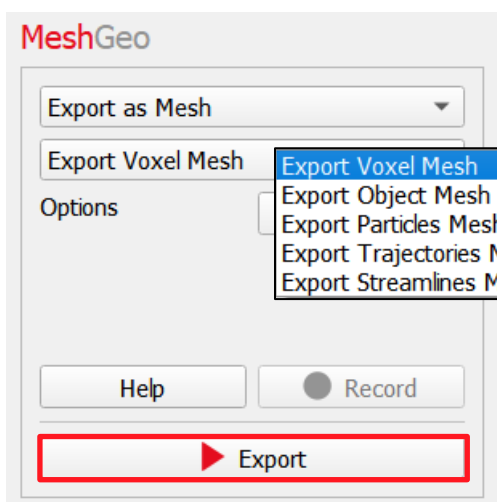 MeshGeo
Export as Mesh
Export Voxel Mesh
Export Voxel Mesh
Export Object Mesh
Export Particles Mesh
Export Trajectories
Export Streamlines
Options
Help
Record
Export